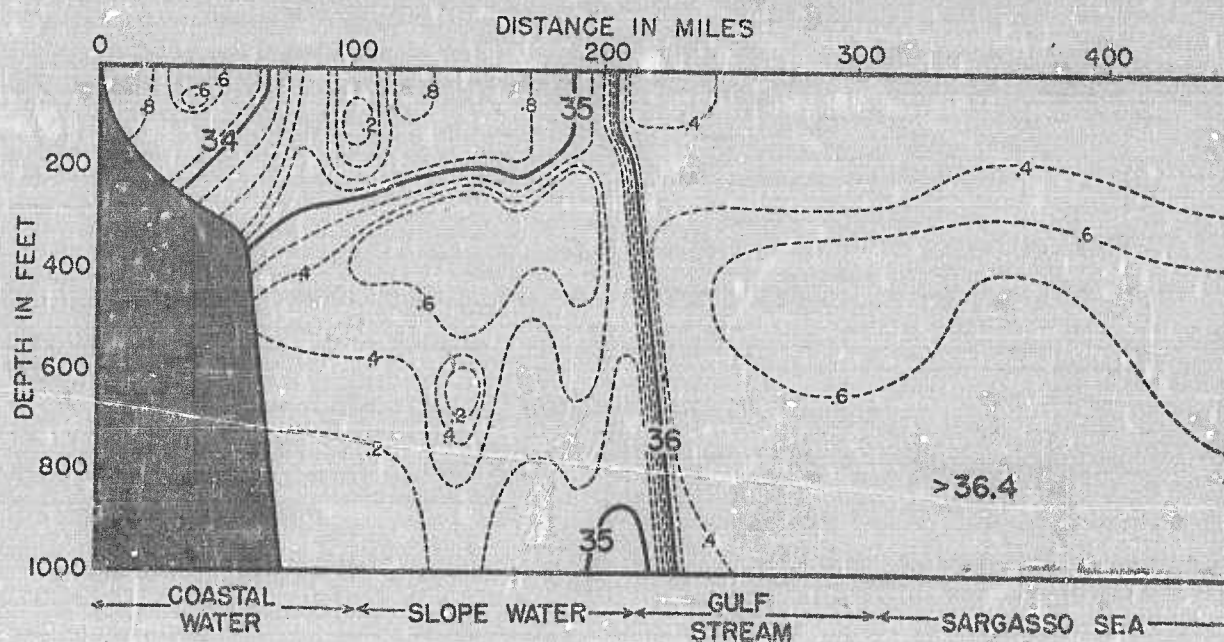 DISTANCE IN MILES
0 100 200 300 400
DEPTH IN FEET
200
400
600
800
1000
.8 .6 .6 34 .2 .8 .8 35 .4
.4 .6 .4 .4 .6
.2 .4 .2 36 .6
35 .4 >36.4
COASTAL WATER
SLOPE WATER
GULF STREAM
SARGASSO SEA